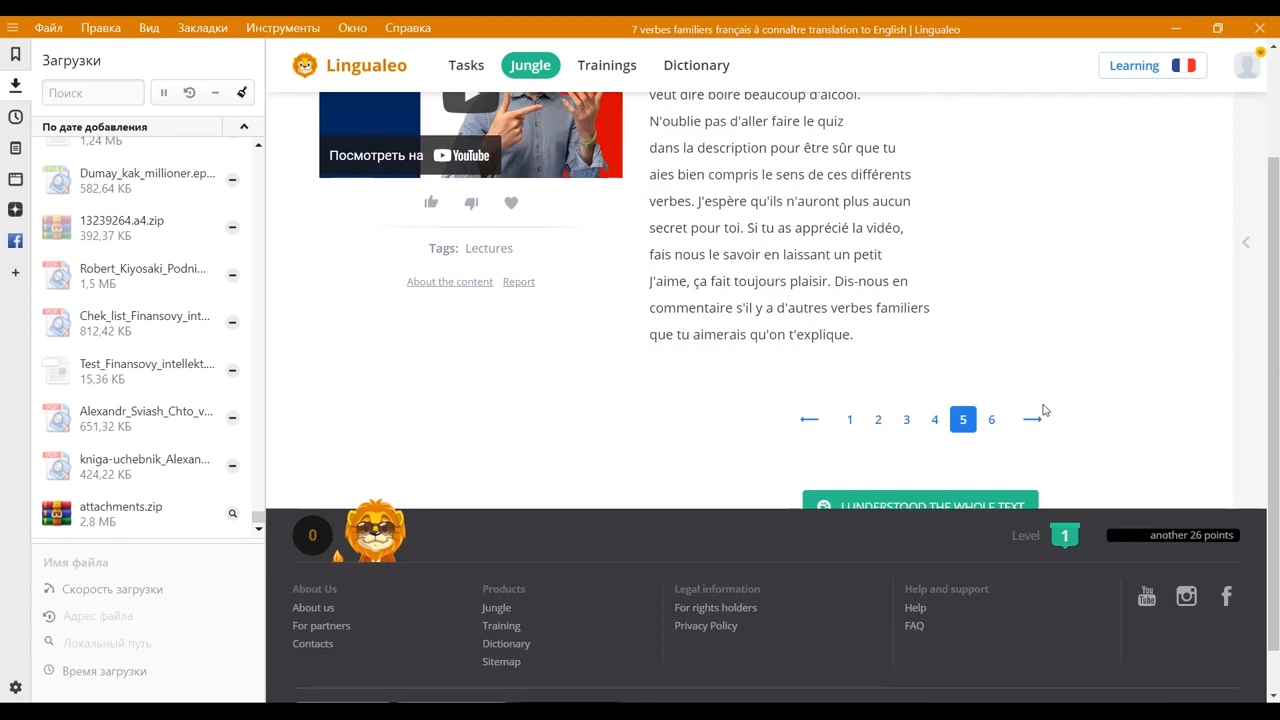 Файл Правка Вид Закладки Инструменты Окно Справка
7 verbes familiers français à connaître translation to English | Lingualeo
Загрузки
Поиск
По дате добавления
1,24 МБ
Dumay_kak_millioner.ep...
582,64 КБ
13239264.a4.zip
392,37 КБ
Robert_Kiyosaki_Podni...
1,5 МБ
Chek_list_Finansovy_int...
812,42 КБ
Test_Finansovy_intellekt....
15,36 КБ
Alexandr_Sviash_Chto_v...
651,32 КБ
kniga-uchebnik_Alexan...
424,22 КБ
attachments.zip
2,8 МБ
Имя файла
Скорость загрузки
Адрес файла
Локальный путь
Время загрузки
Lingualeo
Tasks Jungle Trainings Dictionary
Learning
Посмотреть на YouTube
Tags: Lectures
About the content Report
veut dire boire beaucoup d'alcool.
N'oublie pas d'aller faire le quiz
dans la description pour être sûr que tu
aies bien compris le sens de ces différents
verbes. J'espère qu'ils n'auront plus aucun
secret pour toi. Si tu as apprécié la vidéo,
fais nous le savoir en laissant un petit
J'aime, ça fait toujours plaisir. Dis-nous en
commentaire s'il y a d'autres verbes familiers
que tu aimerais qu'on t'explique.
← 1 2 3 4 5 6 →
I UNDERSTOOD THE WHOLE TEXT
0
Level 1 another 26 points
About Us
About us
For partners
Contacts
Products
Jungle
Training
Dictionary
Sitemap
Legal information
For rights holders
Privacy Policy
Help and support
Help
FAQ
You Tube